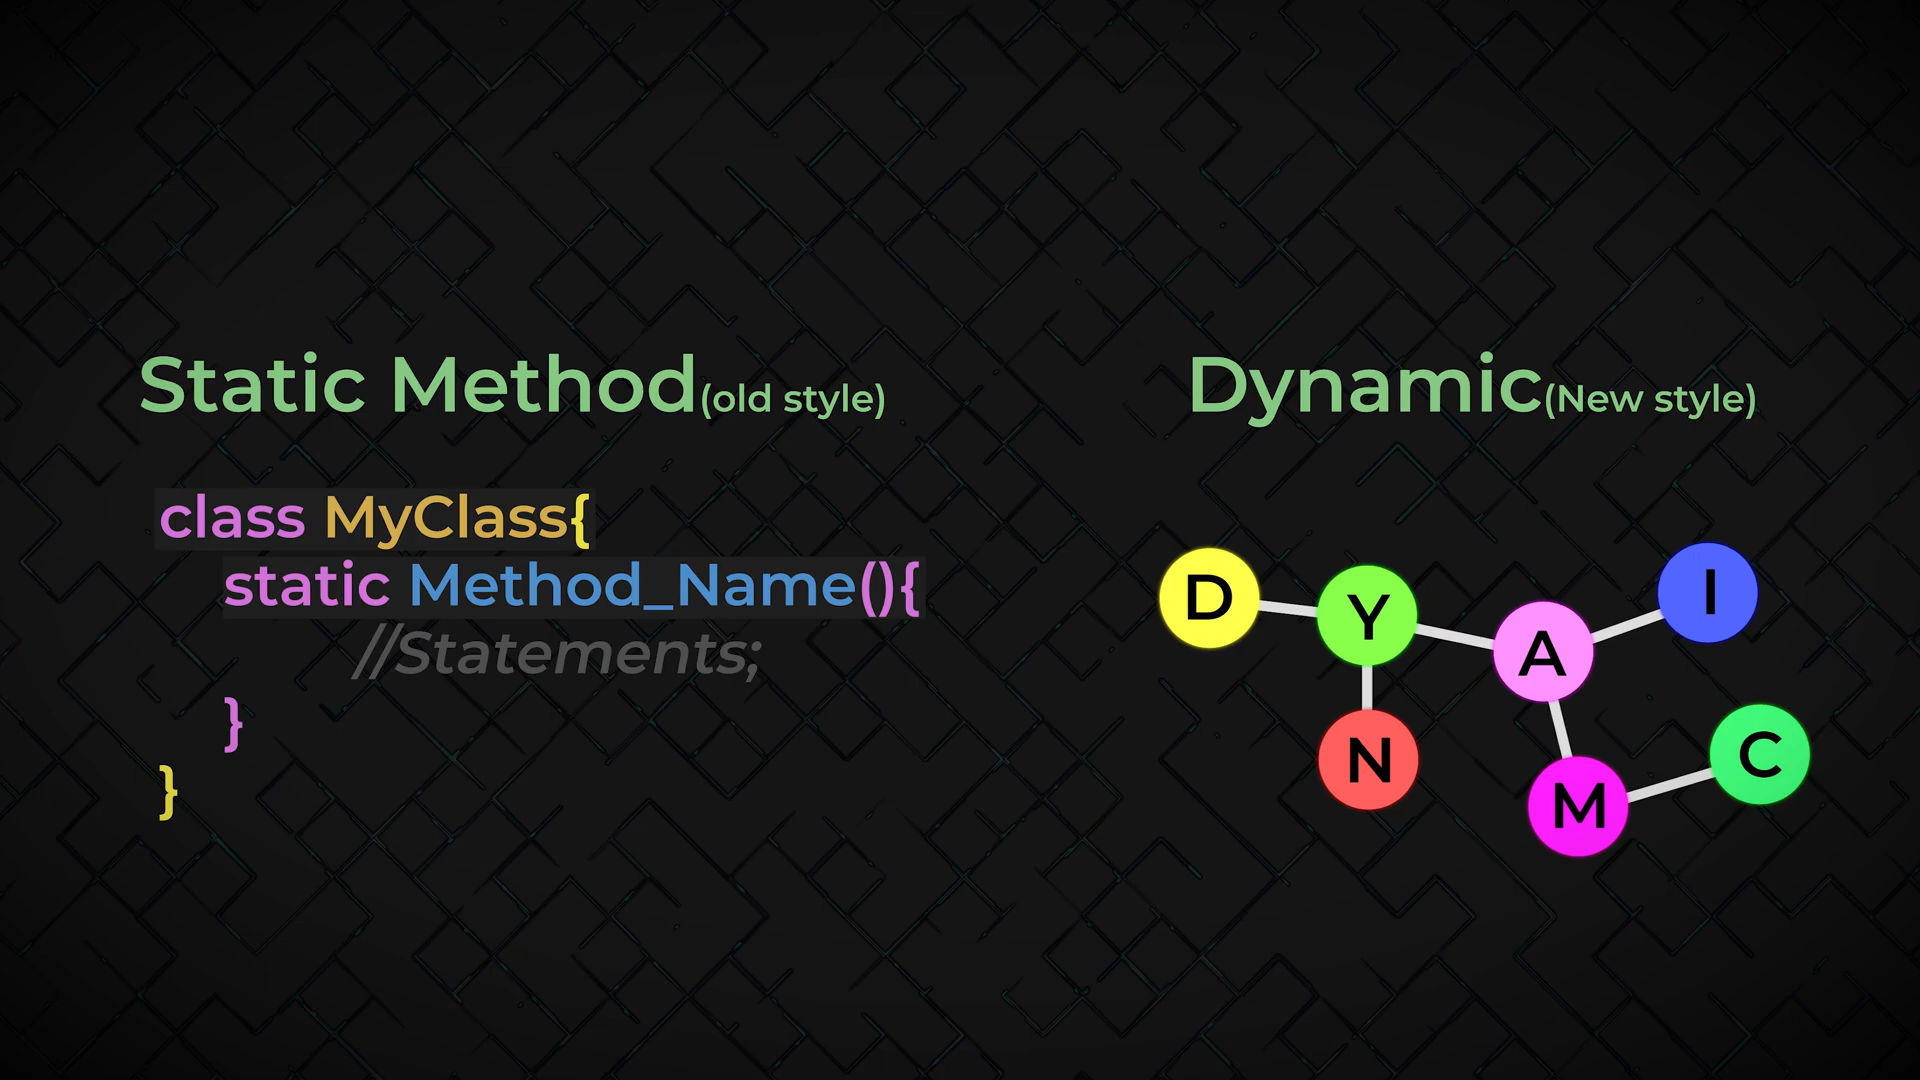 Static Method(old style)
class MyClass{
static Method_Name(){
//Statements;
}
}
Dynamic(New style)
D Y N A M I C